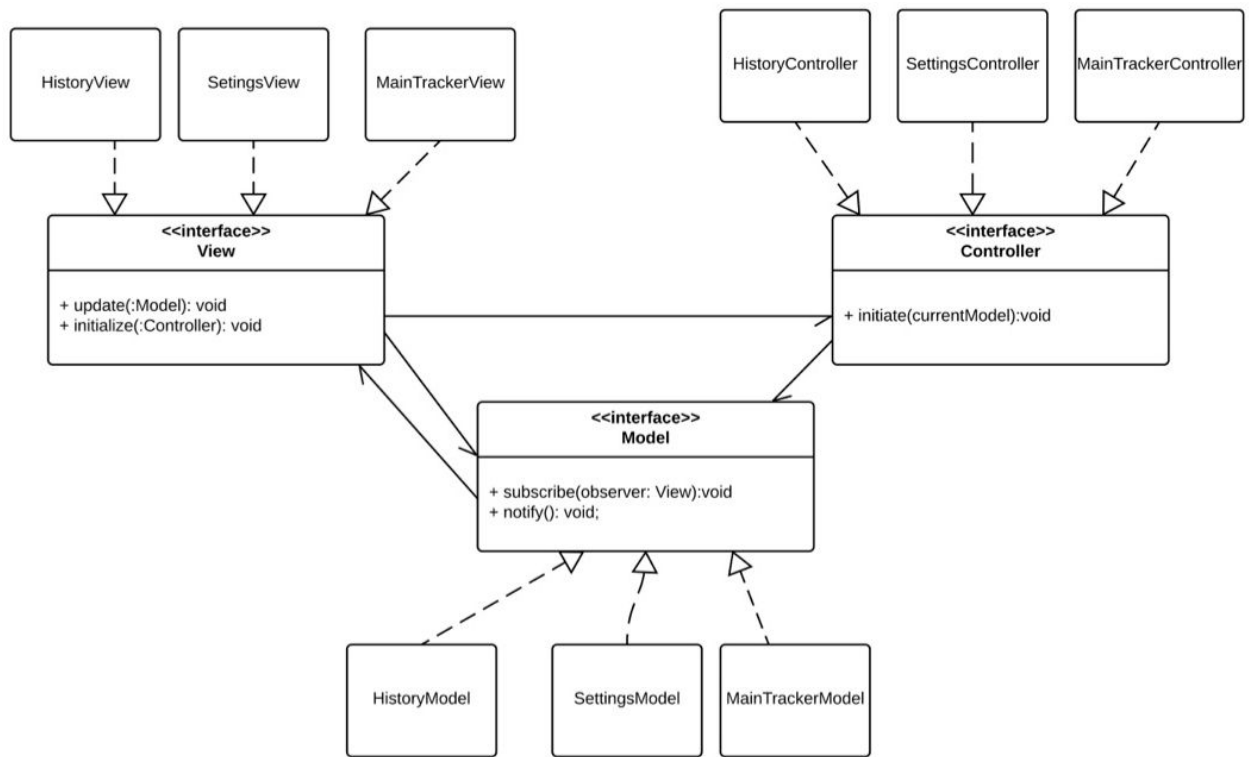 HistoryView
SetingsView
MainTrackerView
HistoryController
SettingsController
MainTrackerController
<<interface>>
View
+ update(:Model): void
+ initialize(:Controller): void
<<interface>>
Controller
+ initiate(currentModel):void
<<interface>>
Model
+ subscribe(observer: View):void
+ notify(): void;
HistoryModel
SettingsModel
MainTrackerModel